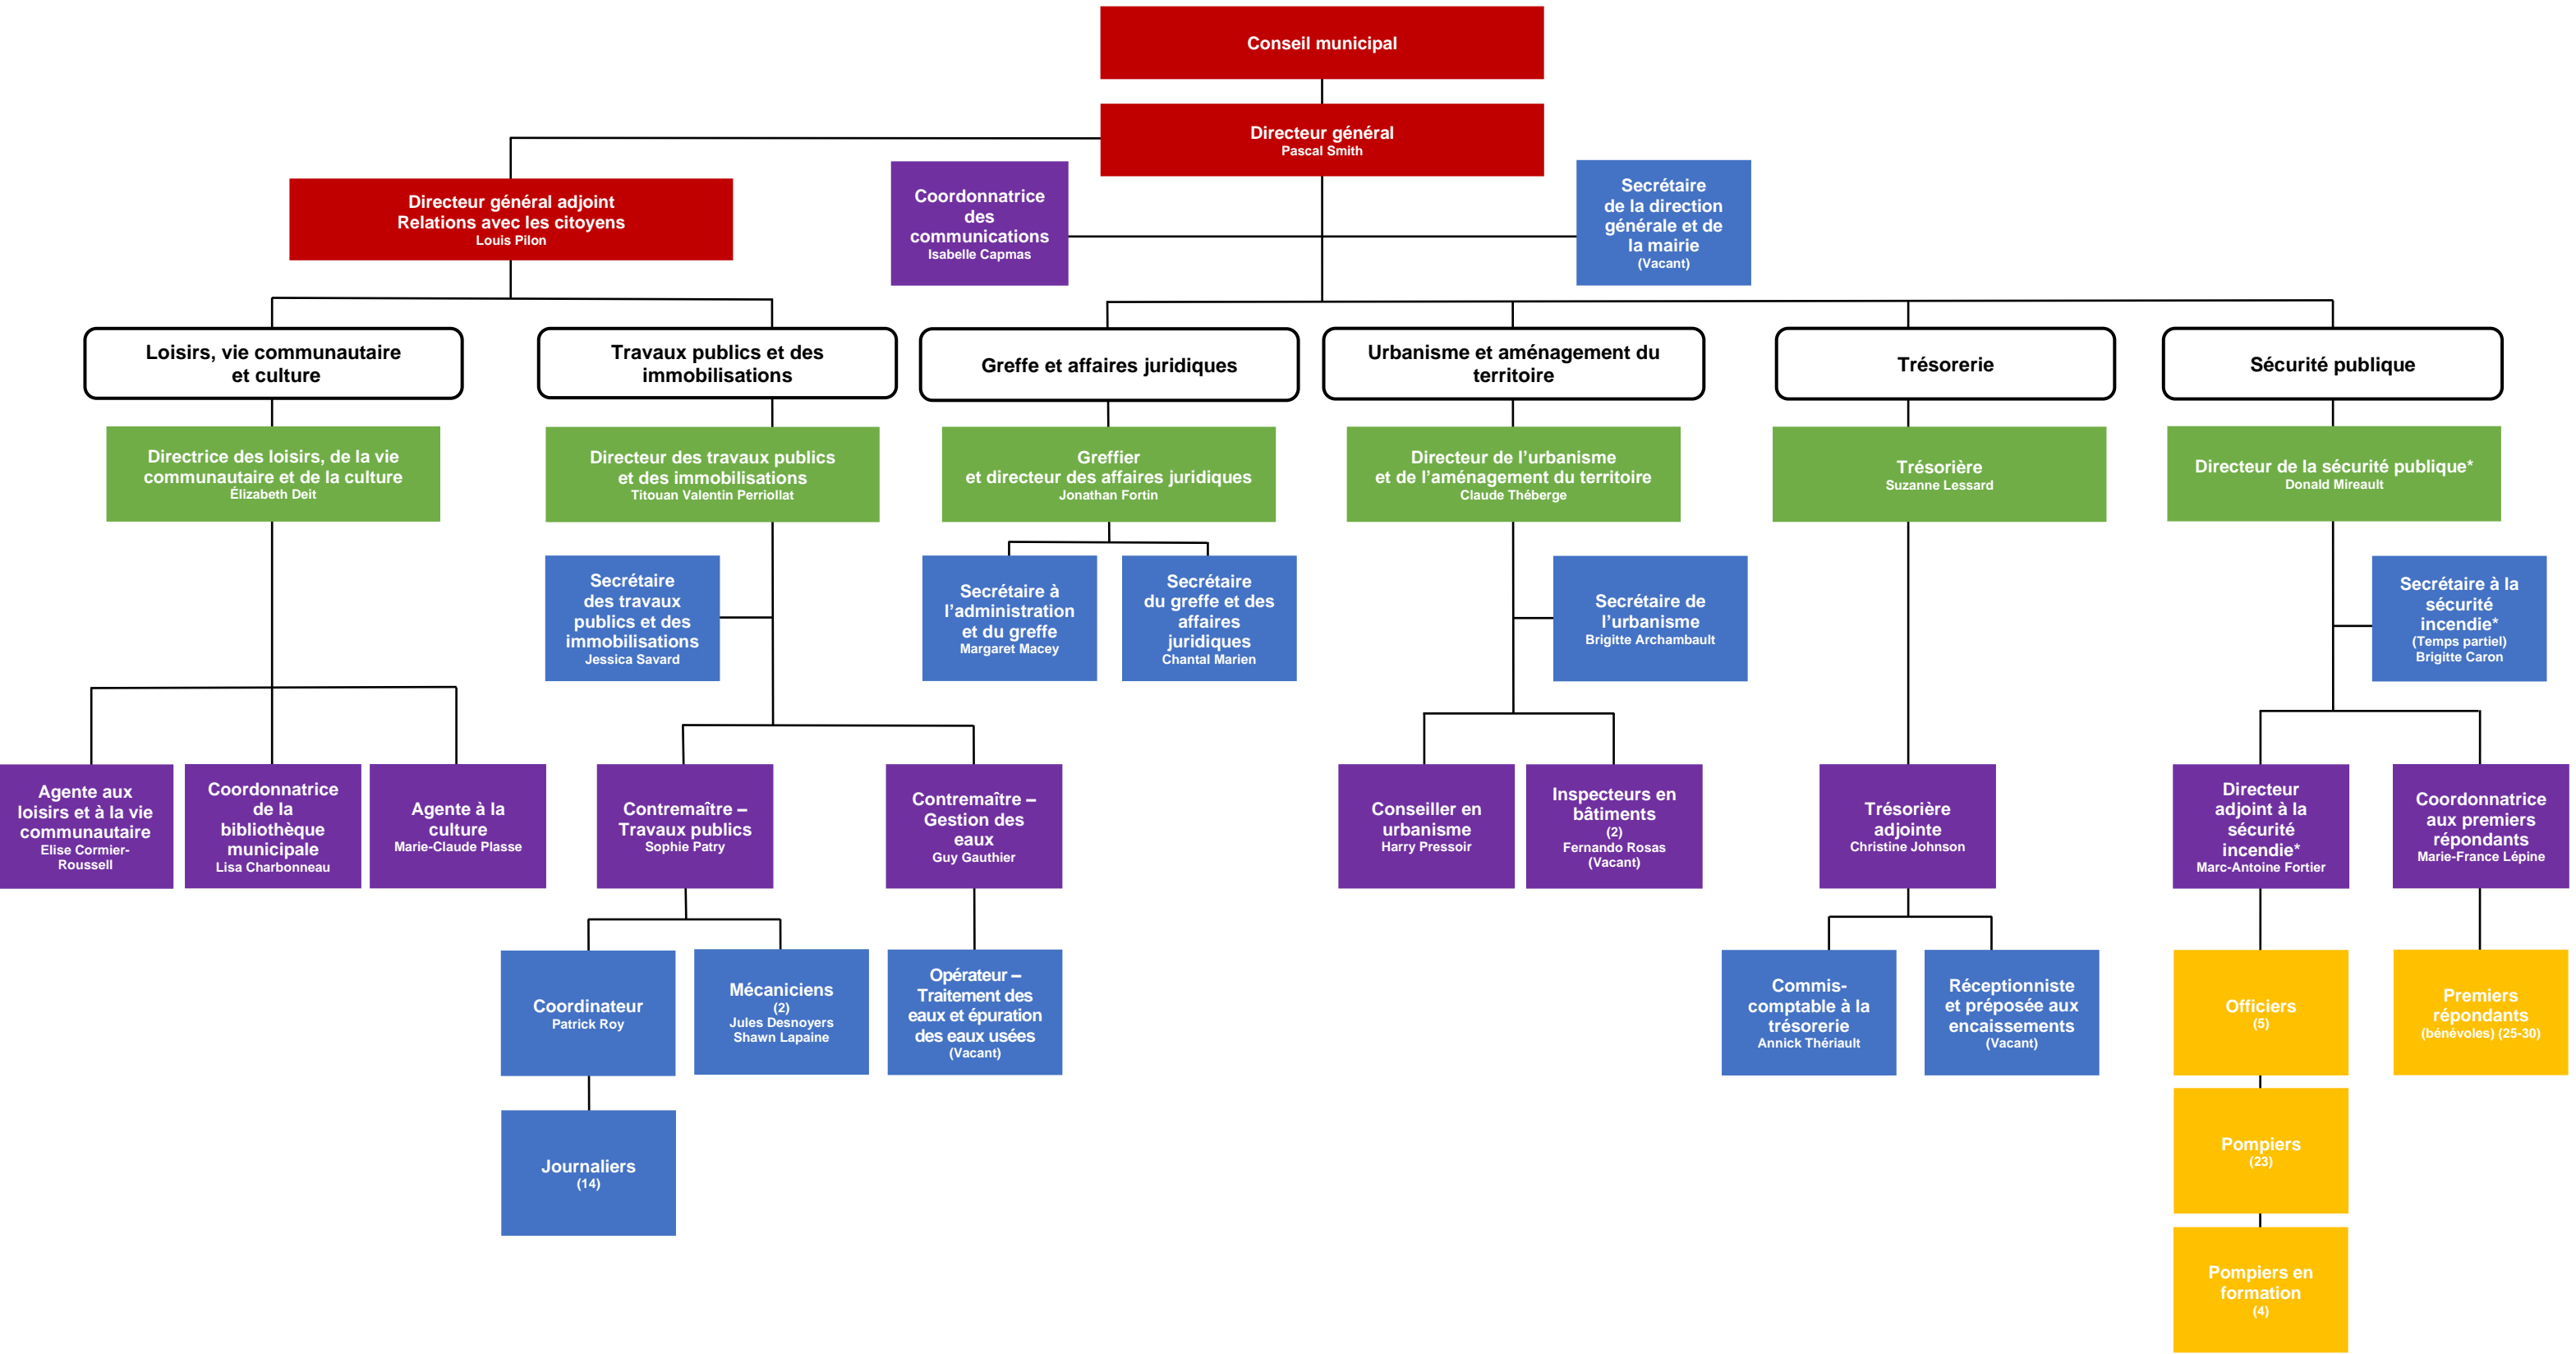 Conseil municipal
Directeur général
Pascal Smith
Directeur général adjoint
Relations avec les citoyens
Louis Pilon
Coordonnatrice
des
communications
Isabelle Capmas
Secrétaire
de la direction
générale et de
la mairie
(Vacant)
Loisirs, vie communautaire
et culture
Travaux publics et des
immobilisations
Greffe et affaires juridiques
Urbanisme et aménagement du
territoire
Trésorerie
Sécurité publique
Directrice des loisirs, de la vie
communautaire et de la culture
Élizabeth Deit
Directeur des travaux publics
et des immobilisations
Titouan Valentin Perriollat
Greffier
et directeur des affaires juridiques
Jonathan Fortin
Directeur de l’urbanisme
et de l’aménagement du territoire
Claude Théberge
Trésorière
Suzanne Lessard
Directeur de la sécurité publique*
Donald Mireault
Secrétaire
des travaux
publics et des
immobilisations
Jessica Savard
Secrétaire à
l’administration
et du greffe
Margaret Macey
Secrétaire
du greffe et des
affaires
juridiques
Chantal Marien
Secrétaire de
l’urbanisme
Brigitte Archambault
Secrétaire à la
sécurité
incendie*
(Temps partiel)
Brigitte Caron
Agente aux
loisirs et à la vie
communautaire
Elise Cormier-
Roussell
Coordonnatrice
de la
bibliothèque
municipale
Lisa Charbonneau
Agente à la
culture
Marie-Claude Plasse
Contremaître –
Travaux publics
Sophie Patry
Contremaître –
Gestion des
eaux
Guy Gauthier
Conseiller en
urbanisme
Harry Pressoir
Inspecteurs en
bâtiments
(2)
Fernando Rosas
(Vacant)
Trésorière
adjointe
Christine Johnson
Directeur
adjoint à la
sécurité
incendie*
Marc-Antoine Fortier
Coordonnatrice
aux premiers
répondants
Marie-France Lépine
Coordinateur
Patrick Roy
Mécaniciens
(2)
Jules Desnoyers
Shawn Lapaine
Opérateur –
Traitement des
eaux et épuration
des eaux usées
(Vacant)
Commis-
comptable à la
trésorerie
Annick Thériault
Réceptionniste
et préposée aux
encaissements
(Vacant)
Officiers
(5)
Premiers
répondants
(bénévoles) (25-30)
Journaliers
(14)
Pompiers
(23)
Pompiers en
formation
(4)